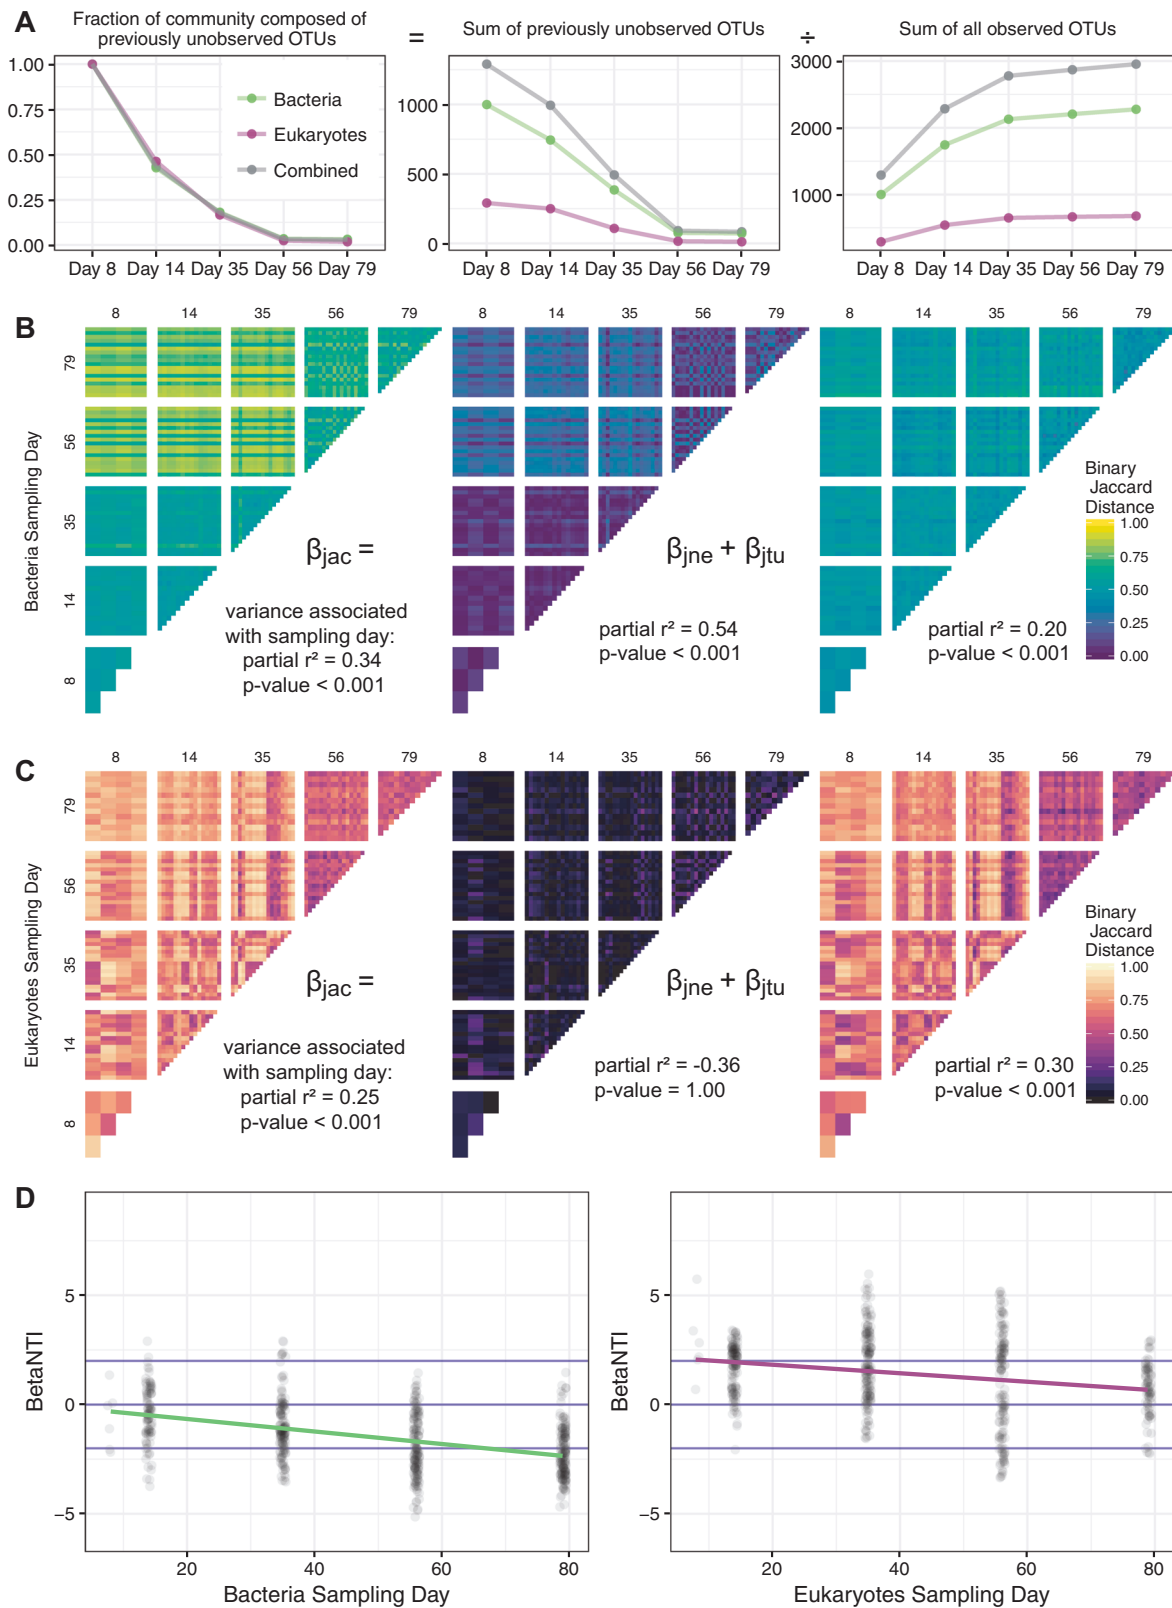 A
Fraction of community composed of
previously unobserved OTUs
=
Sum of previously unobserved OTUs
÷
Sum of all observed OTUs
1.00
0.75
0.50
0.25
0.00
Bacteria
Eukaryotes
Combined
Day 8 Day 14 Day 35 Day 56 Day 79
1000
500
0
Day 8 Day 14 Day 35 Day 56 Day 79
3000
2000
1000
Day 8 Day 14 Day 35 Day 56 Day 79
B
8 14 35 56 79
8 14 35 56 79
8 14 35 56 79
Bacteria Sampling Day
79
56
35
14
8
βjac =
βjne + βjtu
variance associated
with sampling day:
partial r² = 0.34
p-value < 0.001
partial r² = 0.54
p-value < 0.001
partial r² = 0.20
p-value < 0.001
Binary
Jaccard
Distance
1.00
0.75
0.50
0.25
0.00
C
8 14 35 56 79
8 14 35 56 79
8 14 35 56 79
Eukaryotes Sampling Day
79
56
35
14
8
βjac =
βjne + βjtu
variance associated
with sampling day:
partial r² = 0.25
p-value < 0.001
partial r² = -0.36
p-value = 1.00
partial r² = 0.30
p-value < 0.001
Binary
Jaccard
Distance
1.00
0.75
0.50
0.25
0.00
D
BetaNTI
5
0
−5
20 40 60 80
Bacteria Sampling Day
BetaNTI
5
0
−5
20 40 60 80
Eukaryotes Sampling Day